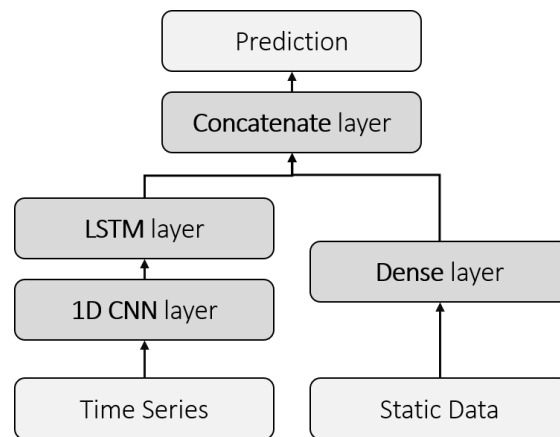 Prediction
Concatenate layer
LSTM layer
Dense layer
1D CNN layer
Time Series
Static Data